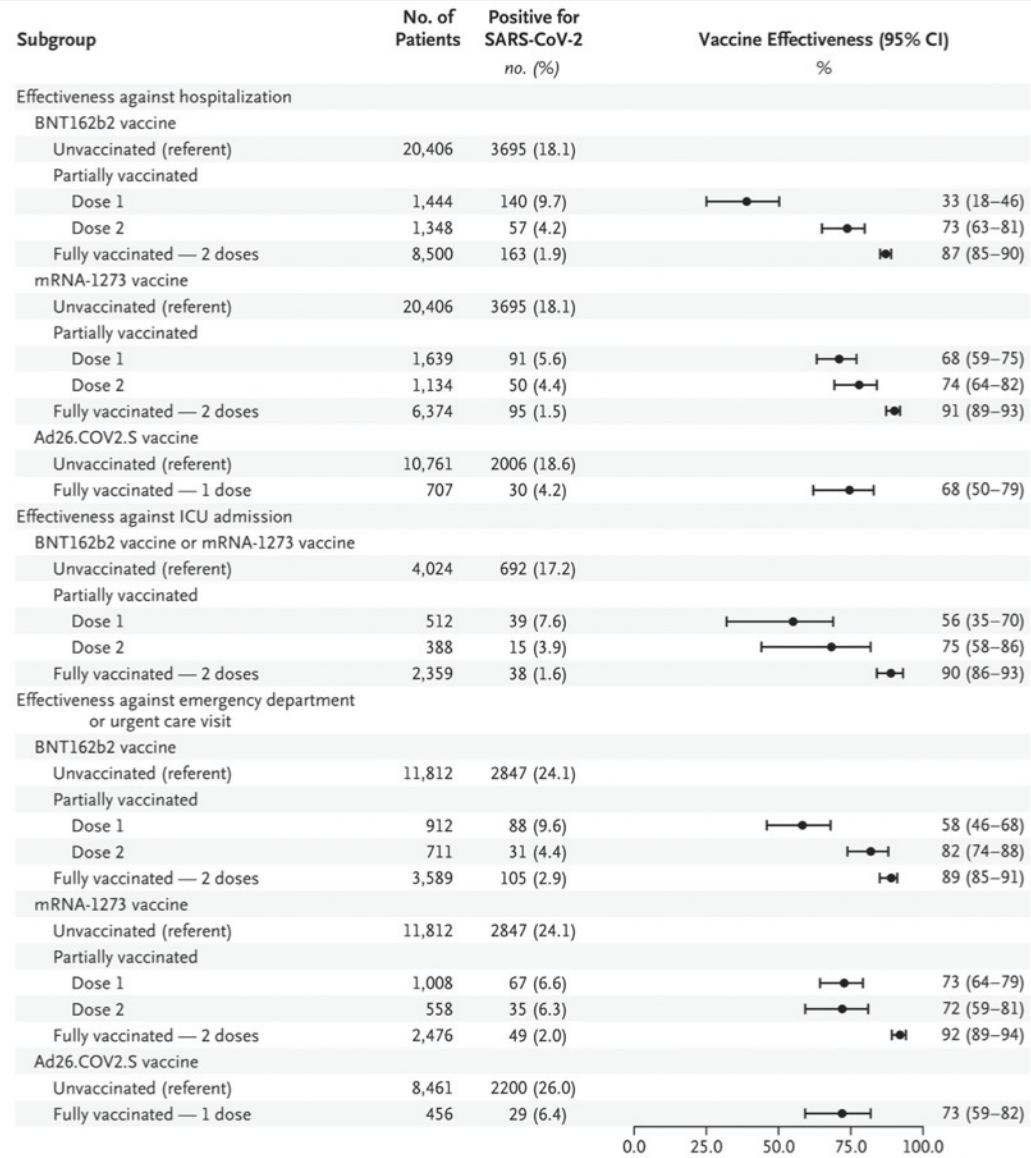 No. of Positive for
Subgroup Patients SARS-CoV-2 Vaccine Effectiveness (95% CI)
no. (%) %
Effectiveness against hospitalization
BNT162b2 vaccine
Unvaccinated (referent) 20,406 3695 (18.1)
Partially vaccinated
Dose 1 1,444 140 (9.7) 33 (18–46)
Dose 2 1,348 57 (4.2) 73 (63–81)
Fully vaccinated — 2 doses 8,500 163 (1.9) 87 (85–90)
mRNA-1273 vaccine
Unvaccinated (referent) 20,406 3695 (18.1)
Partially vaccinated
Dose 1 1,639 91 (5.6) 68 (59–75)
Dose 2 1,134 50 (4.4) 74 (64–82)
Fully vaccinated — 2 doses 6,374 95 (1.5) 91 (89–93)
Ad26.COV2.S vaccine
Unvaccinated (referent) 10,761 2006 (18.6)
Fully vaccinated — 1 dose 707 30 (4.2) 68 (50–79)
Effectiveness against ICU admission
BNT162b2 vaccine or mRNA-1273 vaccine
Unvaccinated (referent) 4,024 692 (17.2)
Partially vaccinated
Dose 1 512 39 (7.6) 56 (35–70)
Dose 2 388 15 (3.9) 75 (58–86)
Fully vaccinated — 2 doses 2,359 38 (1.6) 90 (86–93)
Effectiveness against emergency department
or urgent care visit
BNT162b2 vaccine
Unvaccinated (referent) 11,812 2847 (24.1)
Partially vaccinated
Dose 1 912 88 (9.6) 58 (46–68)
Dose 2 711 31 (4.4) 82 (74–88)
Fully vaccinated — 2 doses 3,589 105 (2.9) 89 (85–91)
mRNA-1273 vaccine
Unvaccinated (referent) 11,812 2847 (24.1)
Partially vaccinated
Dose 1 1,008 67 (6.6) 73 (64–79)
Dose 2 558 35 (6.3) 72 (59–81)
Fully vaccinated — 2 doses 2,476 49 (2.0) 92 (89–94)
Ad26.COV2.S vaccine
Unvaccinated (referent) 8,461 2200 (26.0)
Fully vaccinated — 1 dose 456 29 (6.4) 73 (59–82)
0.0 25.0 50.0 75.0 100.0